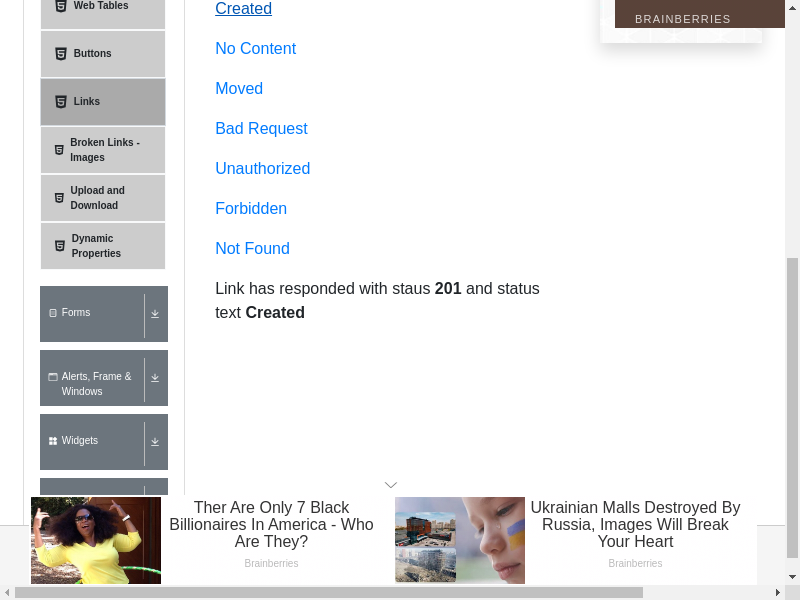 Web Tables
Buttons
Links
Broken Links -
Images
Upload and
Download
Dynamic
Properties
Forms
Alerts, Frame &
Windows
Widgets
Created
No Content
Moved
Bad Request
Unauthorized
Forbidden
Not Found
Link has responded with staus 201 and status
text Created
BRAINBERRIES
Ther Are Only 7 Black
Billionaires In America - Who
Are They?
Brainberries
Ukrainian Malls Destroyed By
Russia, Images Will Break
Your Heart
Brainberries